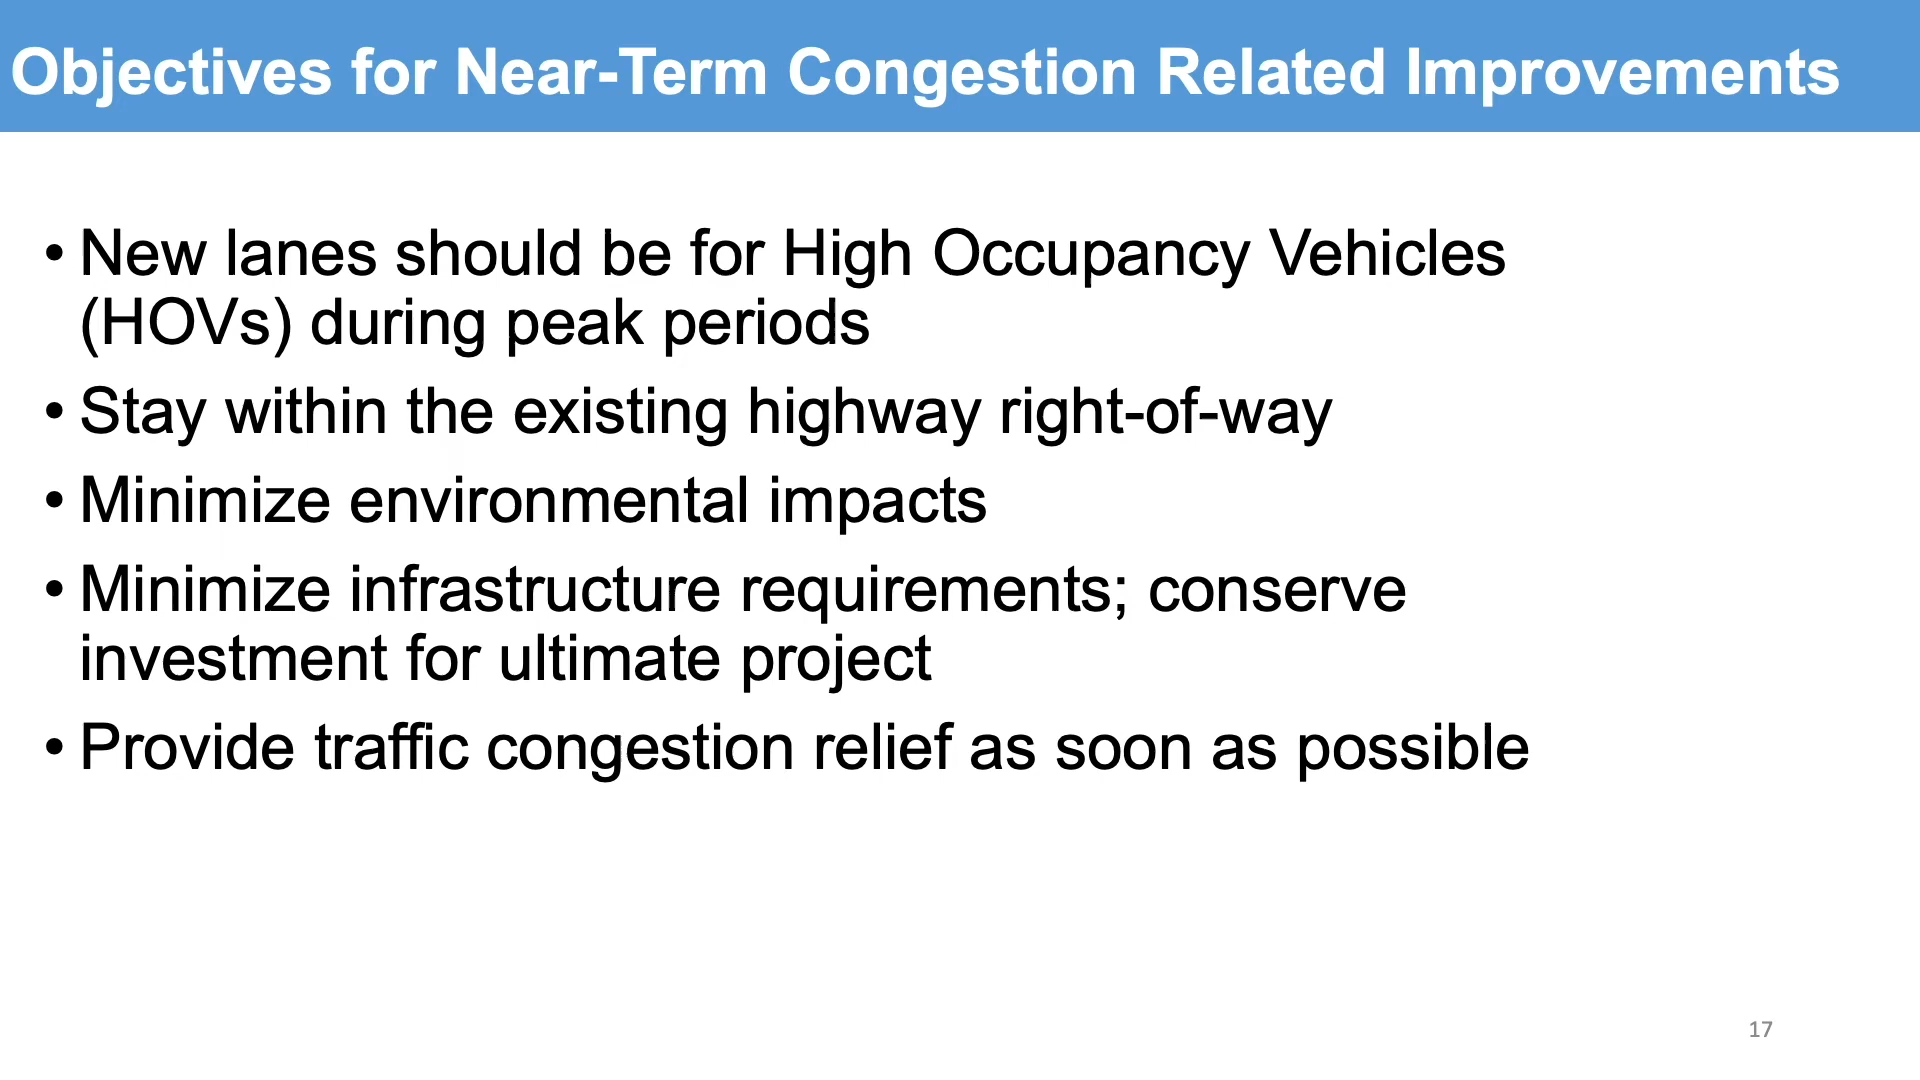 Objectives for Near-Term Congestion Related Improvements
• New lanes should be for High Occupancy Vehicles
(HOVs) during peak periods
• Stay within the existing highway right-of-way
• Minimize environmental impacts
• Minimize infrastructure requirements; conserve
investment for ultimate project
• Provide traffic congestion relief as soon as possible
17